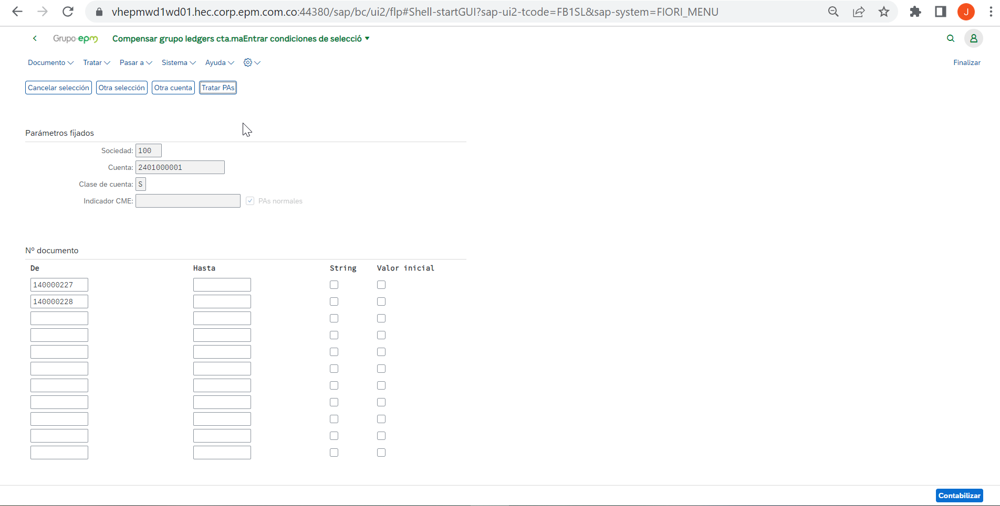 vhepmwd1wd01.hec.corp.epm.com.co:44380/sap/bc/ui2/flp#Shell-startGUI?sap-ui2-tcode=FB1SL&sap-system=FIORI_MENU
J
Grupo·epm
Compensar grupo ledgers cta.maEntrar condiciones de selecció
Documento Tratar Pasar a Sistema Ayuda Finalizar
Cancelar selección Otra selección Otra cuenta Tratar PAs
Parámetros fijados
Sociedad: 100
Cuenta: 2401000001
Clase de cuenta: S
Indicador CME: PAs normales
Nº documento
De Hasta String Valor inicial
140000227
140000228
Contabilizar